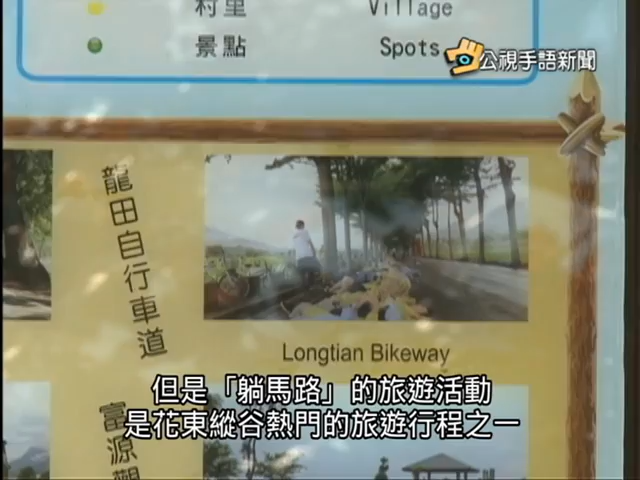 村里 Village
景點 Spots
公視手語新聞
龍田自行車道
Longtian Bikeway
但是「躺馬路」的旅遊活動
是花東縱谷熱門的旅遊行程之一
富源觀